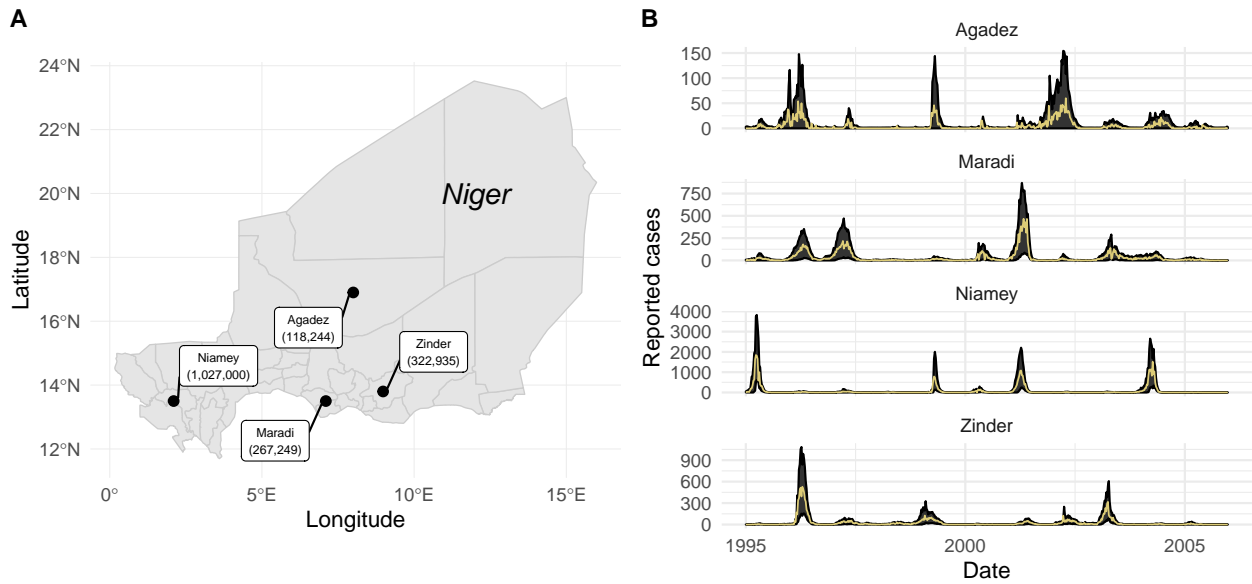 A
24°N
22°N
20°N
18°N
16°N
14°N
12°N
Latitude
Niger
Agadez
(118,244)
Zinder
(322,935)
Niamey
(1,027,000)
Maradi
(267,249)
0°
5°E
10°E
15°E
Longitude
B
Reported cases
Agadez
150
100
50
0
Maradi
750
500
250
0
Niamey
4000
3000
2000
1000
0
Zinder
900
600
300
0
1995
2000
2005
Date